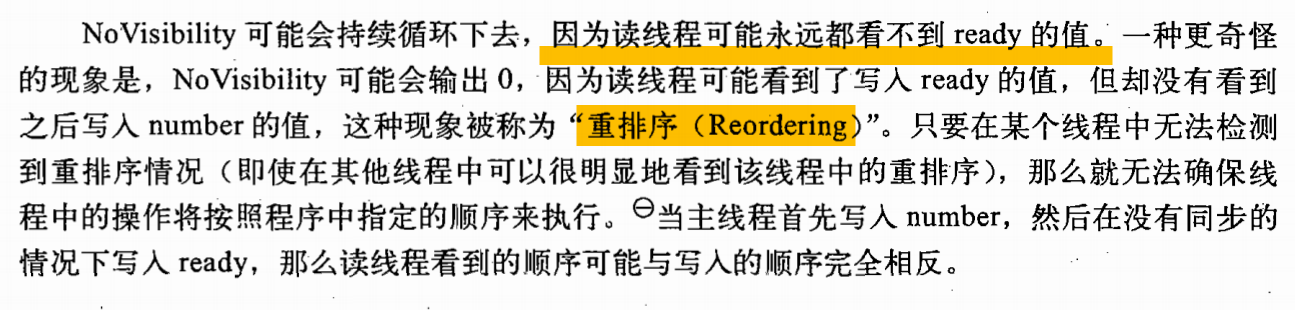 NoVisibility 可能会持续循环下去，因为读线程可能永远都看不到 ready 的值。一种更奇怪
的现象是，NoVisibility 可能会输出 0，因为读线程可能看到了写入 ready 的值，但却没有看到
之后写入 number 的值，这种现象被称为“重排序（Reordering）”。只要在某个线程中无法检测
到重排序情况（即使在其他线程中可以很明显地看到该线程中的重排序），那么就无法确保线
程中的操作将按照程序中指定的顺序来执行。㊀当主线程首先写入 number，然后在没有同步的
情况下写入 ready，那么读线程看到的顺序可能与写入的顺序完全相反。